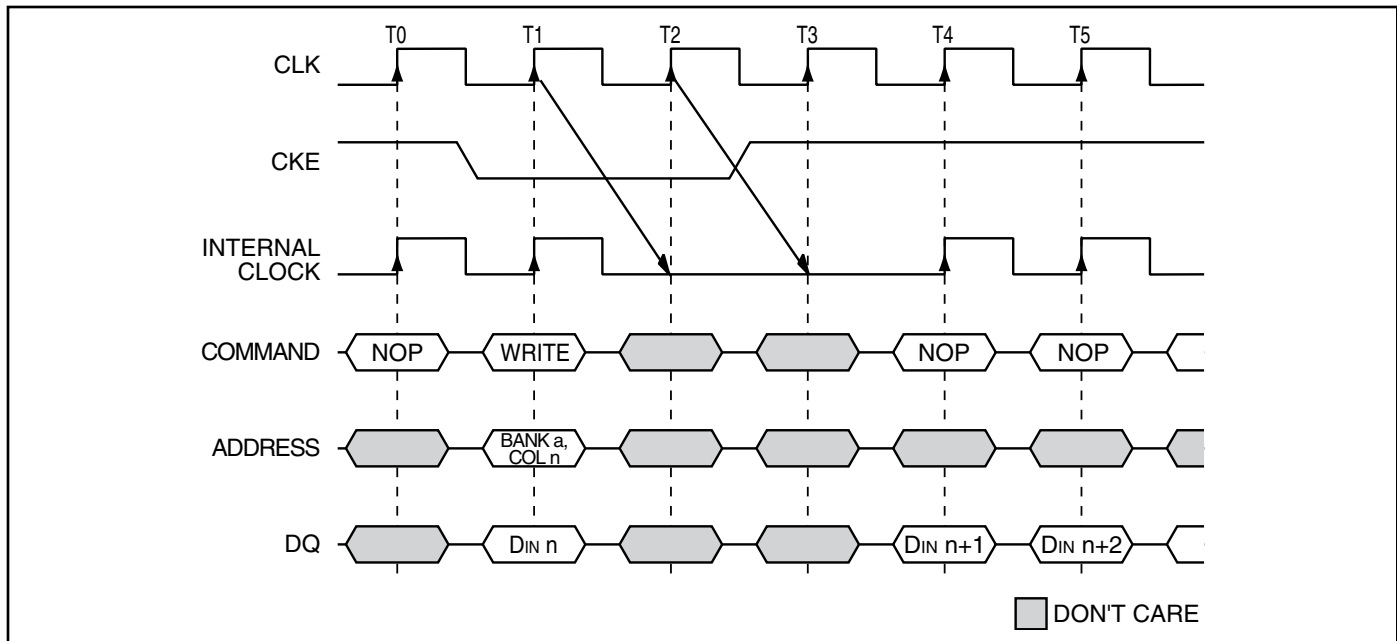 T0 T1 T2 T3 T4 T5
CLK
CKE
INTERNAL
CLOCK
COMMAND NOP WRITE NOP NOP
ADDRESS BANK a,
COL n
DQ DIN n DIN n+1 DIN n+2
DON'T CARE